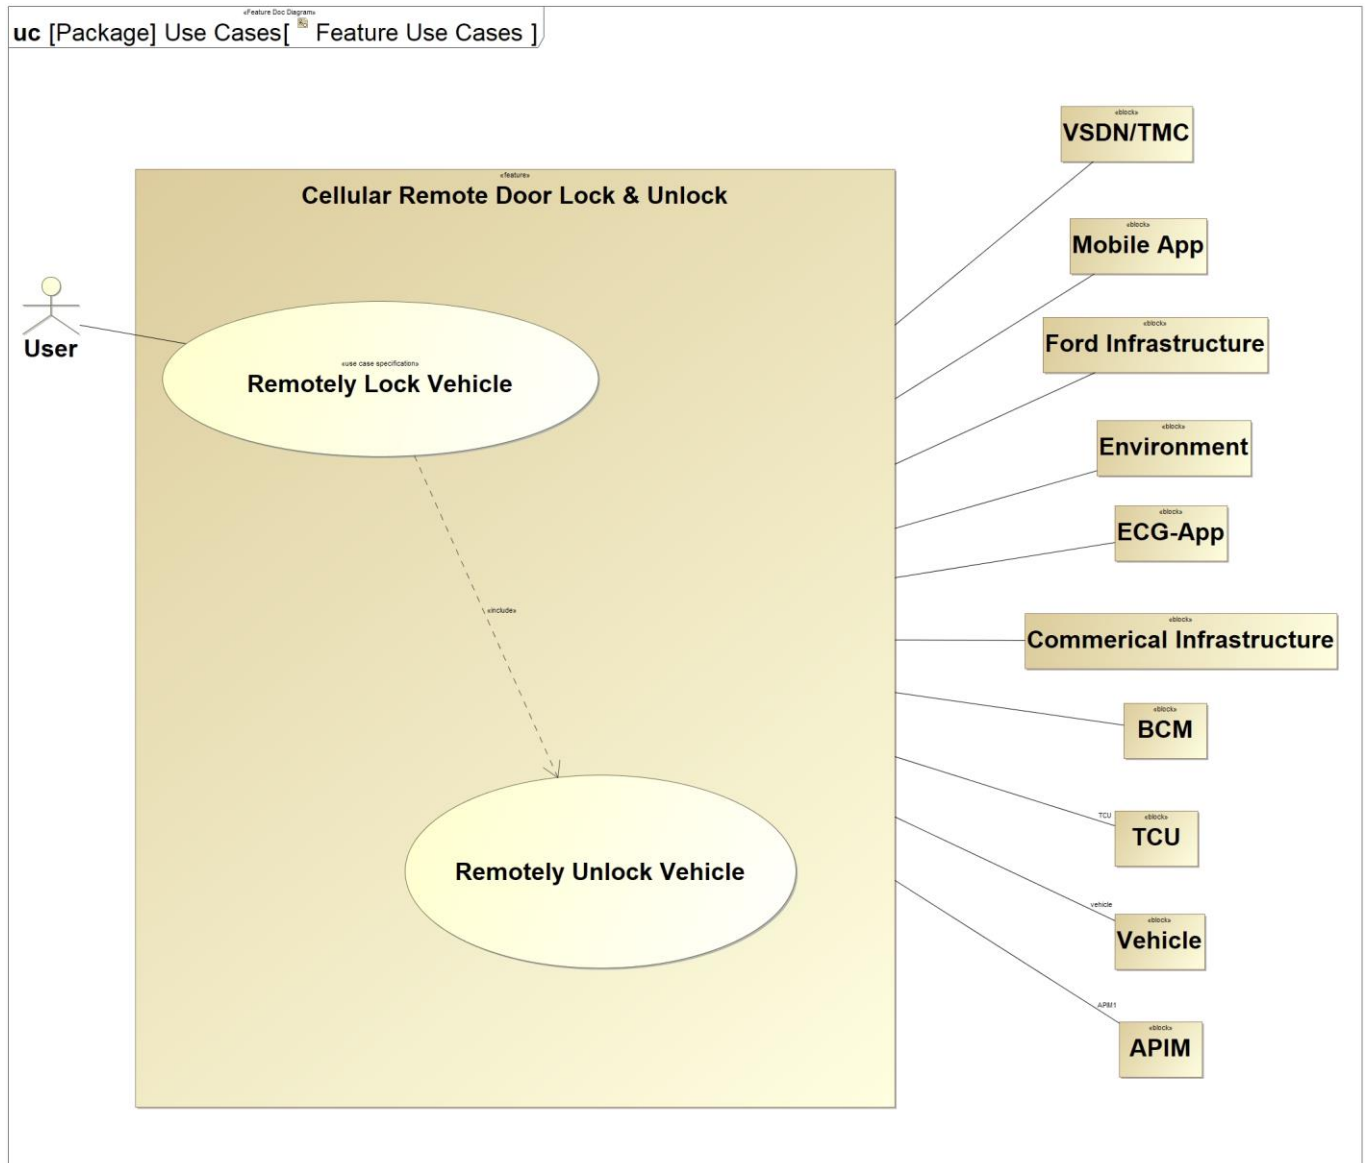 «Feature Doc Diagram»
uc [Package] Use Cases[ Feature Use Cases ]
«feature»
Cellular Remote Door Lock & Unlock
User
«use case specification»
Remotely Lock Vehicle
«include»
Remotely Unlock Vehicle
«block»
VSDN/TMC
«block»
Mobile App
«block»
Ford Infrastructure
«block»
Environment
«block»
ECG-App
«block»
Commerical Infrastructure
«block»
BCM
TCU
«block»
TCU
vehicle
«block»
Vehicle
APIM1
«block»
APIM